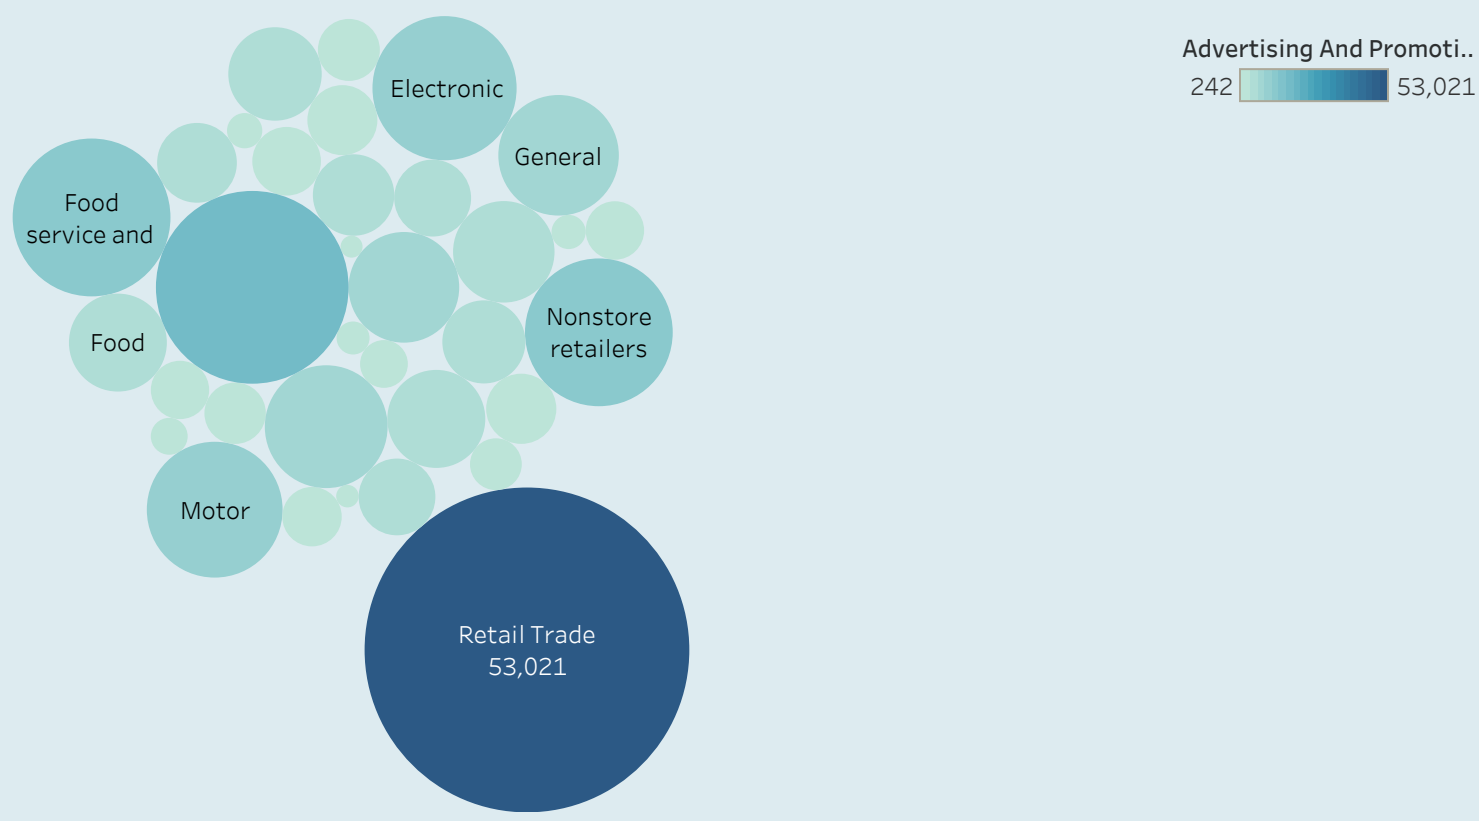 Advertising And Promoti..
242 53,021
Electronic
General
Food
service and
Nonstore
retailers
Food
Motor
Retail Trade
53,021